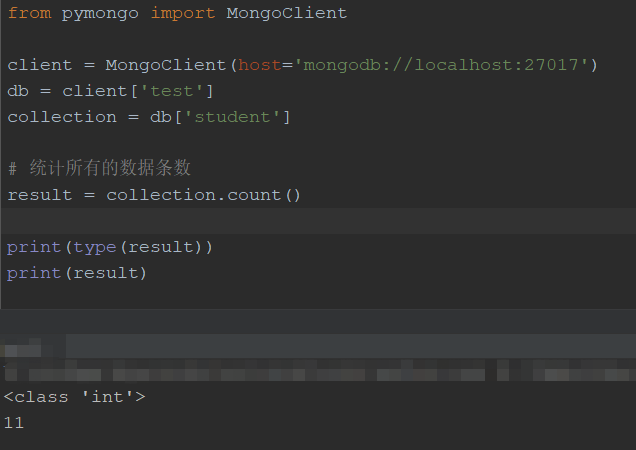 from pymongo import MongoClient
client = MongoClient(host='mongodb://localhost:27017')
db = client['test']
collection = db['student']
# 统计所有的数据条数
result = collection.count()
print(type(result))
print(result)
<class 'int'>
11